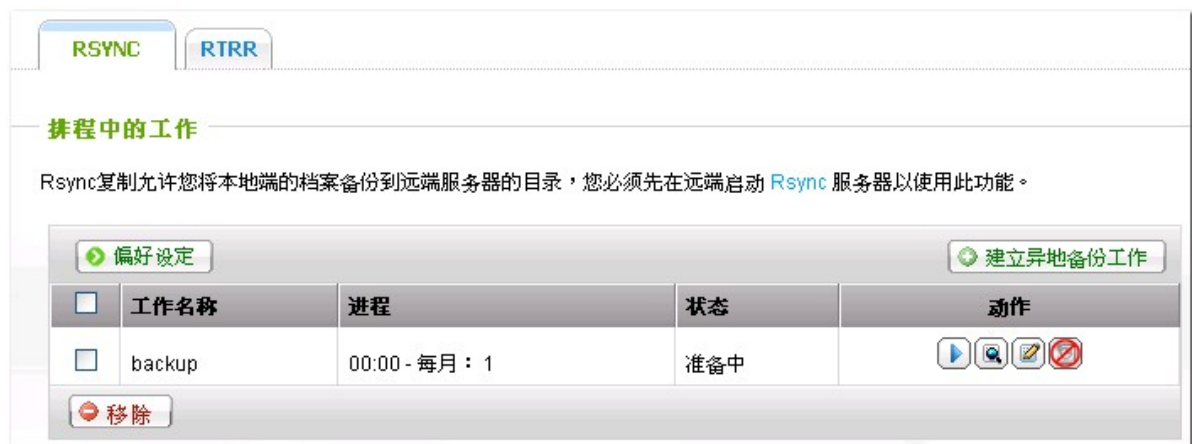 RSYNC RTRR
排程中的工作
Rsync复制允许您将本地端的档案备份到远端服务器的目录，您必须先在远端启动 Rsync 服务器以使用此功能。
偏好设定 建立异地备份工作
工作名称 进程 状态 动作
backup 00:00 - 每月： 1 准备中
移除